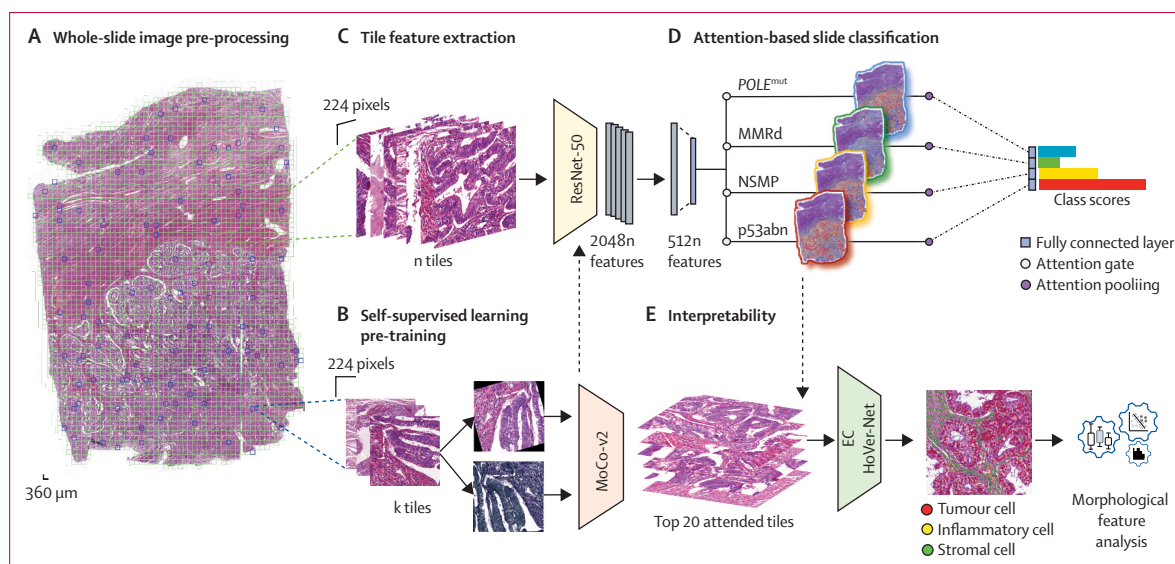 A Whole-slide image pre-processing
360 µm
C Tile feature extraction
224 pixels
n tiles
ResNet-50
2048n
features
512n
features
D Attention-based slide classification
POLEᵐᵘᵗ
MMRd
NSMP
p53abn
Class scores
Fully connected layer
Attention gate
Attention pooliing
B Self-supervised learning
pre-training
224 pixels
k tiles
MoCo-v2
E Interpretability
Top 20 attended tiles
EC
HoVer-Net
Tumour cell
Inflammatory cell
Stromal cell
Morphological
feature
analysis